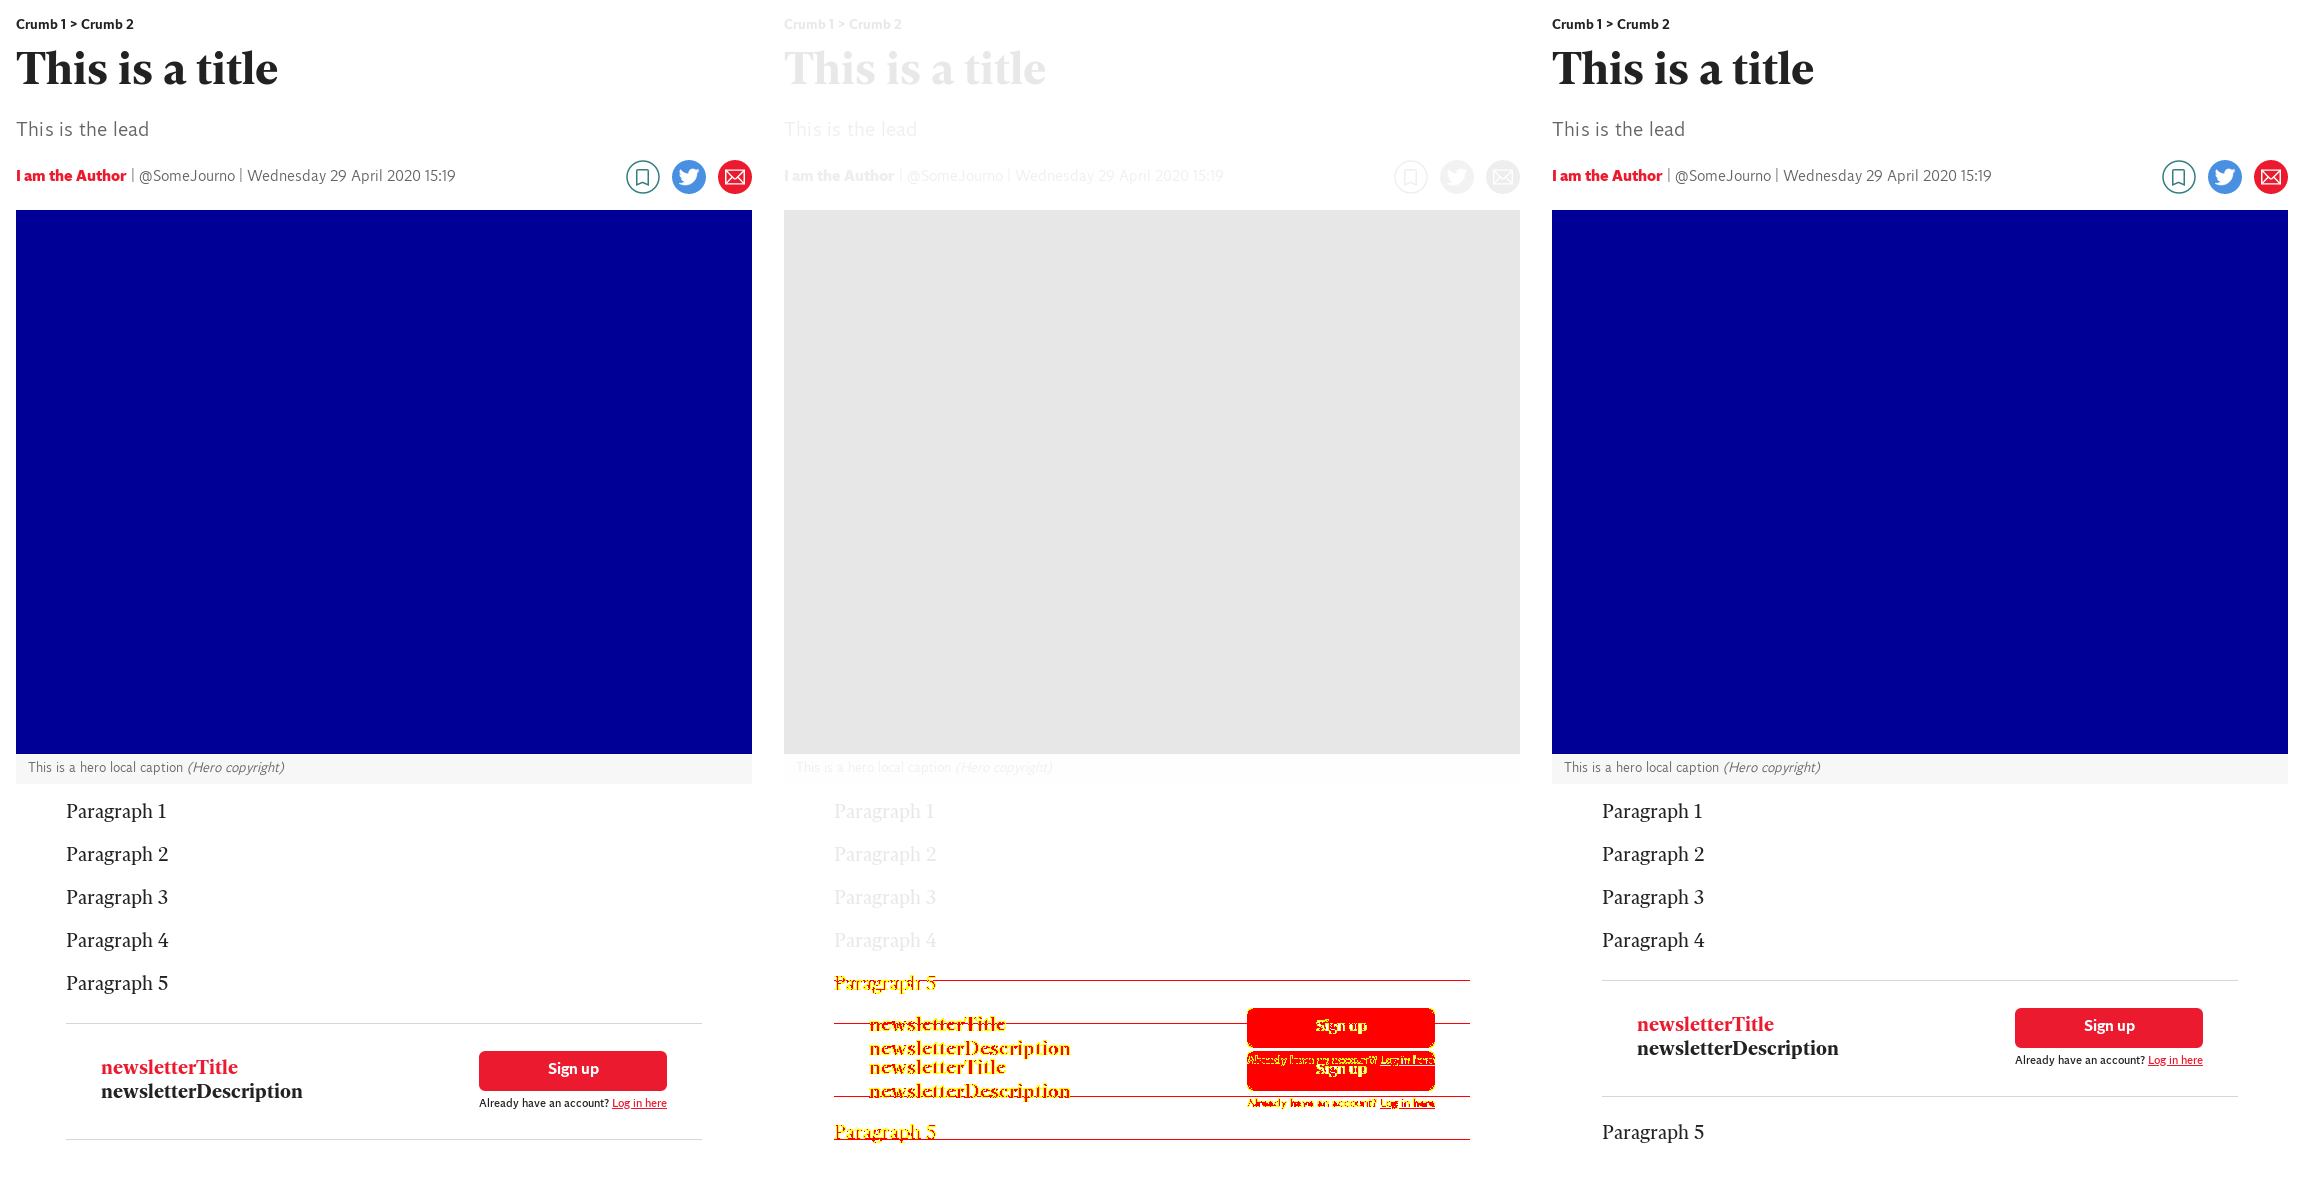 Crumb 1 > Crumb 2
This is a title
This is the lead
I am the Author | @SomeJourno | Wednesday 29 April 2020 15:19
This is a hero local caption (Hero copyright)
Paragraph 1
Paragraph 2
Paragraph 3
Paragraph 4
Paragraph 5
newsletterTitle
newsletterDescription
Sign up
Already have an account? Log in here
Crumb 1 > Crumb 2
This is a title
This is the lead
I am the Author | @SomeJourno | Wednesday 29 April 2020 15:19
This is a hero local caption (Hero copyright)
Paragraph 1
Paragraph 2
Paragraph 3
Paragraph 4
Paragraph 5
newsletterTitle
newsletterDescription
Sign up
Already have an account? Log in here
newsletterTitle
newsletterDescription
Sign up
Already have an account? Log in here
Paragraph 5
Crumb 1 > Crumb 2
This is a title
This is the lead
I am the Author | @SomeJourno | Wednesday 29 April 2020 15:19
This is a hero local caption (Hero copyright)
Paragraph 1
Paragraph 2
Paragraph 3
Paragraph 4
newsletterTitle
newsletterDescription
Sign up
Already have an account? Log in here
Paragraph 5